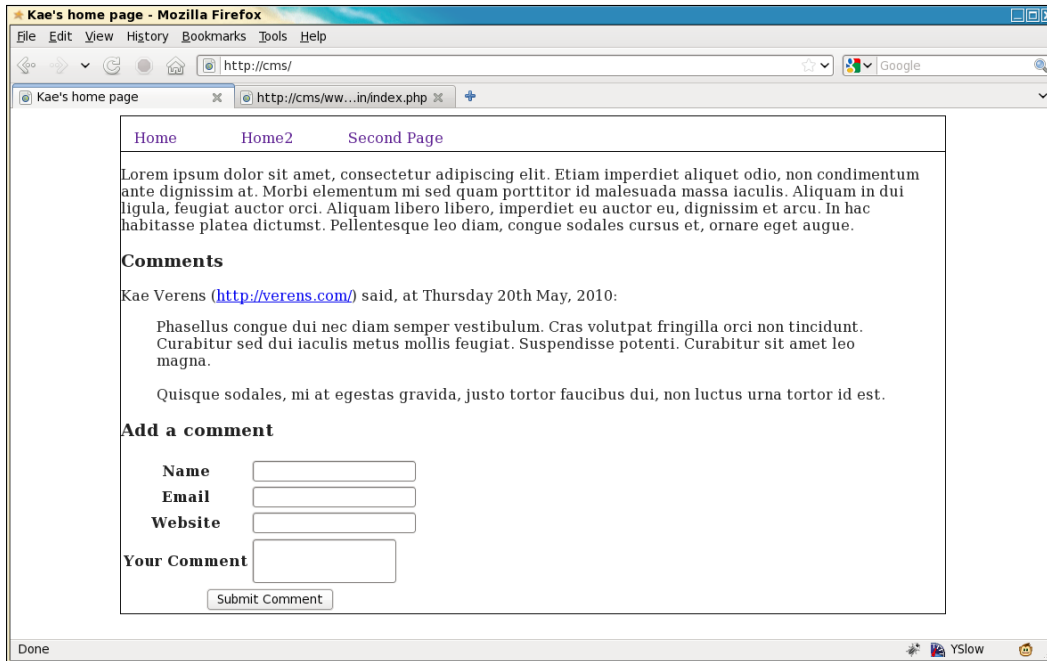 Kae's home page - Mozilla Firefox
File Edit View History Bookmarks Tools Help
http://cms/ Google
Kae's home page http://cms/ww...in/index.php
Home Home2 Second Page
Lorem ipsum dolor sit amet, consectetur adipiscing elit. Etiam imperdiet aliquet odio, non condimentum
ante dignissim at. Morbi elementum mi sed quam porttitor id malesuada massa iaculis. Aliquam in dui
ligula, feugiat auctor orci. Aliquam libero libero, imperdiet eu auctor eu, dignissim et arcu. In hac
habitasse platea dictumst. Pellentesque leo diam, congue sodales cursus et, ornare eget augue.
Comments
Kae Verens (http://verens.com/) said, at Thursday 20th May, 2010:
Phasellus congue dui nec diam semper vestibulum. Cras volutpat fringilla orci non tincidunt.
Curabitur sed dui iaculis metus mollis feugiat. Suspendisse potenti. Curabitur sit amet leo
magna.
Quisque sodales, mi at egestas gravida, justo tortor faucibus dui, non luctus urna tortor id est.
Add a comment
Name
Email
Website
Your Comment
Submit Comment
Done YSlow